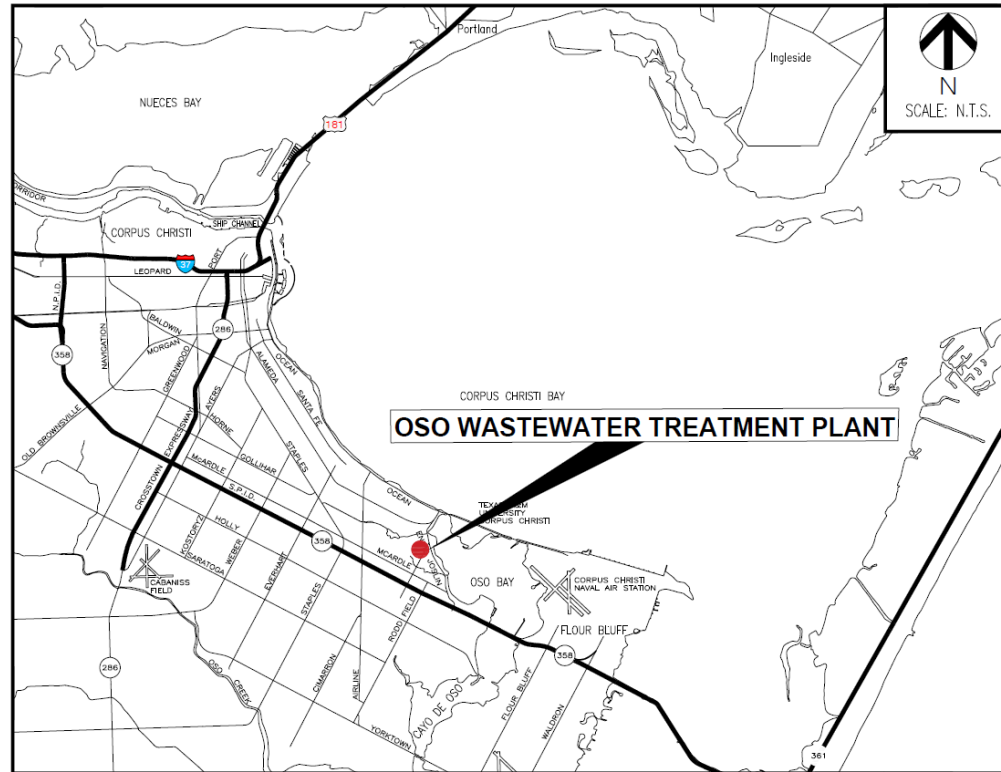 Portland
Ingleside
N
SCALE: N.T.S.
NUECES BAY
181
ORRIDOR
SHIP CHANNEL
CORPUS CHRISTI
PORT
37
LEOPARD
N.P.I.D.
286
BALDWIN
MORGAN
NAVIGATION
GREENWOOD
358
ALAMEDA
OCEAN
SANTA FE
AYERS
HORNE
OLD BROWNSVILLE
EXPRESSWAY
CROSSTOWN
GOLLIHAR
McARDLE
STAPLES
S.P.I.D.
CORPUS CHRISTI BAY
OSO WASTEWATER TREATMENT PLANT
OCEAN
UNIVERSITY
CORPUS CHRISTI
KOSTORYZ
HOLLY
WEBER
SARATOGA
358
McARDLE
EVERHART
STAPLES
CABANISS
FIELD
RODD FIELD
OSO BAY
CORPUS CHRISTI
NAVAL AIR STATION
FLOUR BLUFF
358
286
OSO
CREEK
CIMARRON
AIRLINE
CAYO DE OSO
FLOUR BLUFF
WALDRON
YORKTOWN
361